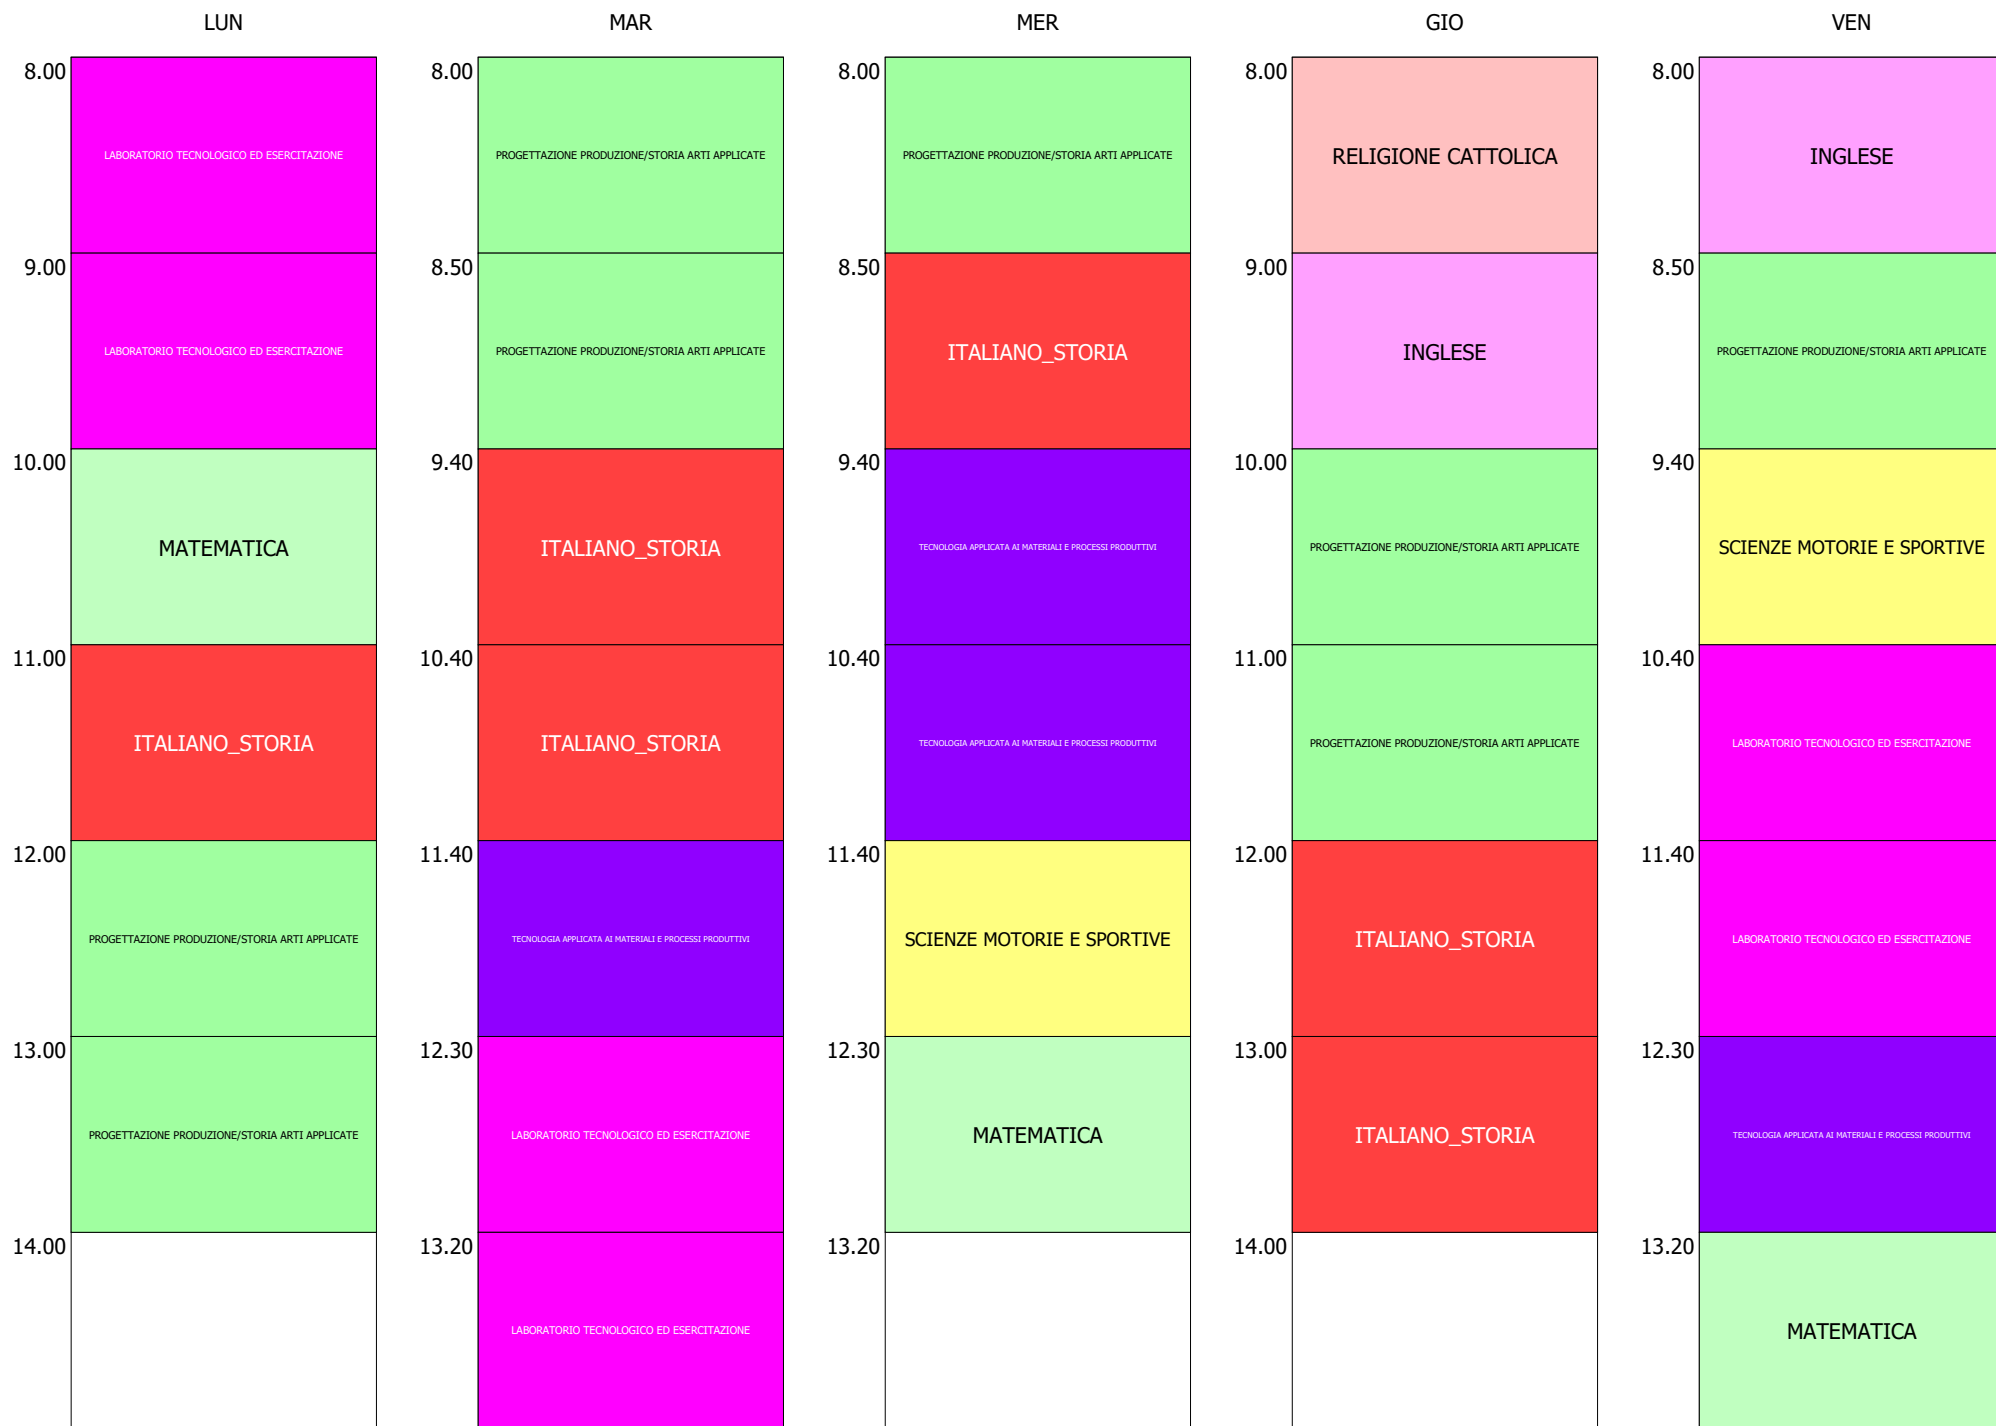 LUN MAR MER GIO VEN
8.00 LABORATORIO TECNOLOGICO ED ESERCITAZIONE 8.00 PROGETTAZIONE PRODUZIONE/STORIA ARTI APPLICATE 8.00 PROGETTAZIONE PRODUZIONE/STORIA ARTI APPLICATE 8.00 RELIGIONE CATTOLICA 8.00 INGLESE
9.00 LABORATORIO TECNOLOGICO ED ESERCITAZIONE 8.50 PROGETTAZIONE PRODUZIONE/STORIA ARTI APPLICATE 8.50 ITALIANO_STORIA 9.00 INGLESE 8.50 PROGETTAZIONE PRODUZIONE/STORIA ARTI APPLICATE
10.00 MATEMATICA 9.40 ITALIANO_STORIA 9.40 TECNOLOGIA APPLICATA AI MATERIALI E PROCESSI PRODUTTIVI 10.00 PROGETTAZIONE PRODUZIONE/STORIA ARTI APPLICATE 9.40 SCIENZE MOTORIE E SPORTIVE
11.00 ITALIANO_STORIA 10.40 ITALIANO_STORIA 10.40 TECNOLOGIA APPLICATA AI MATERIALI E PROCESSI PRODUTTIVI 11.00 PROGETTAZIONE PRODUZIONE/STORIA ARTI APPLICATE 10.40 LABORATORIO TECNOLOGICO ED ESERCITAZIONE
12.00 PROGETTAZIONE PRODUZIONE/STORIA ARTI APPLICATE 11.40 TECNOLOGIA APPLICATA AI MATERIALI E PROCESSI PRODUTTIVI 11.40 SCIENZE MOTORIE E SPORTIVE 12.00 ITALIANO_STORIA 11.40 LABORATORIO TECNOLOGICO ED ESERCITAZIONE
13.00 PROGETTAZIONE PRODUZIONE/STORIA ARTI APPLICATE 12.30 LABORATORIO TECNOLOGICO ED ESERCITAZIONE 12.30 MATEMATICA 13.00 ITALIANO_STORIA 12.30 TECNOLOGIA APPLICATA AI MATERIALI E PROCESSI PRODUTTIVI
14.00 13.20 LABORATORIO TECNOLOGICO ED ESERCITAZIONE 13.20 14.00 13.20 MATEMATICA